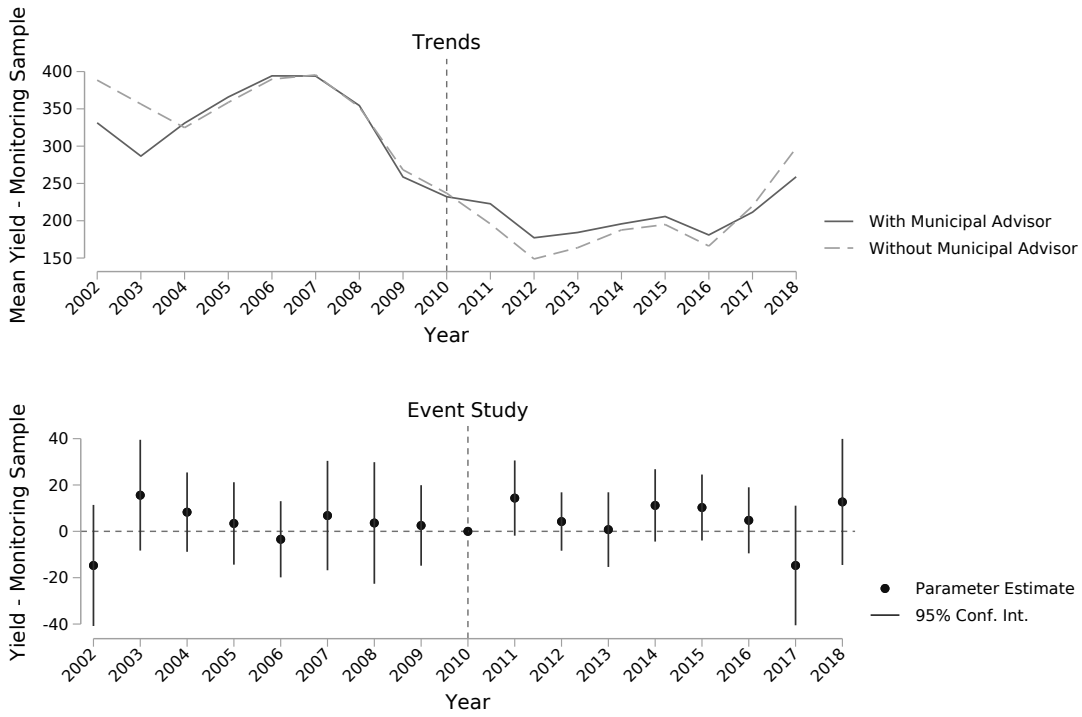 Trends
Mean Yield - Monitoring Sample
400
350
300
250
200
150
2002 2003 2004 2005 2006 2007 2008 2009 2010 2011 2012 2013 2014 2015 2016 2017 2018
Year
With Municipal Advisor
Without Municipal Advisor
Event Study
Yield - Monitoring Sample
40
20
0
-20
-40
2002 2003 2004 2005 2006 2007 2008 2009 2010 2011 2012 2013 2014 2015 2016 2017 2018
Year
Parameter Estimate
95% Conf. Int.